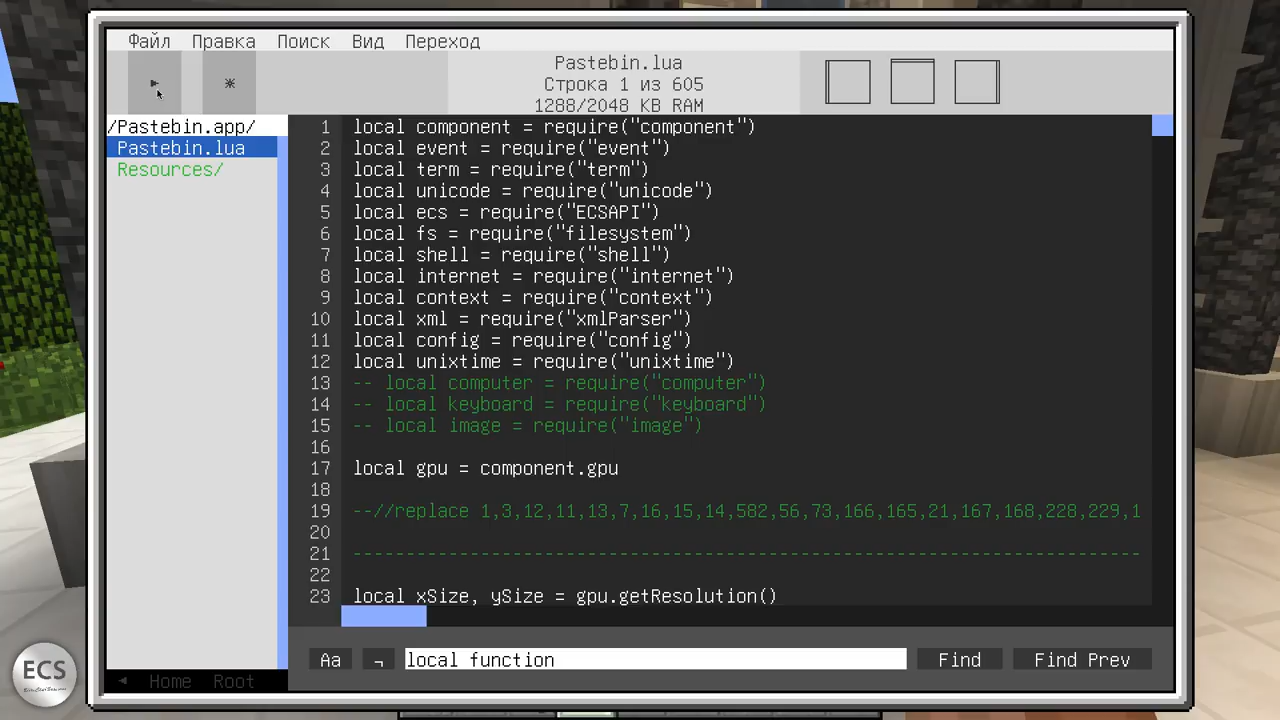 Файл Правка Поиск Вид Переход
Pastebin.lua
Строка 1 из 605
1288/2048 KB RAM
/Pastebin.app/
Pastebin.lua
Resources/
1 local component = require("component")
2 local event = require("event")
3 local term = require("term")
4 local unicode = require("unicode")
5 local ecs = require("ECSAPI")
6 local fs = require("filesystem")
7 local shell = require("shell")
8 local internet = require("internet")
9 local context = require("context")
10 local xml = require("xmlParser")
11 local config = require("config")
12 local unixtime = require("unixtime")
13 -- local computer = require("computer")
14 -- local keyboard = require("keyboard")
15 -- local image = require("image")
16
17 local gpu = component.gpu
18
19 --//replace 1,3,12,11,13,7,16,15,14,582,56,73,166,165,21,167,168,228,229,1
20
21 --------------------------------------------------------------------------
22
23 local xSize, ySize = gpu.getResolution()
Aa ¬ local function Find Find Prev
◄ Home Root
ECS